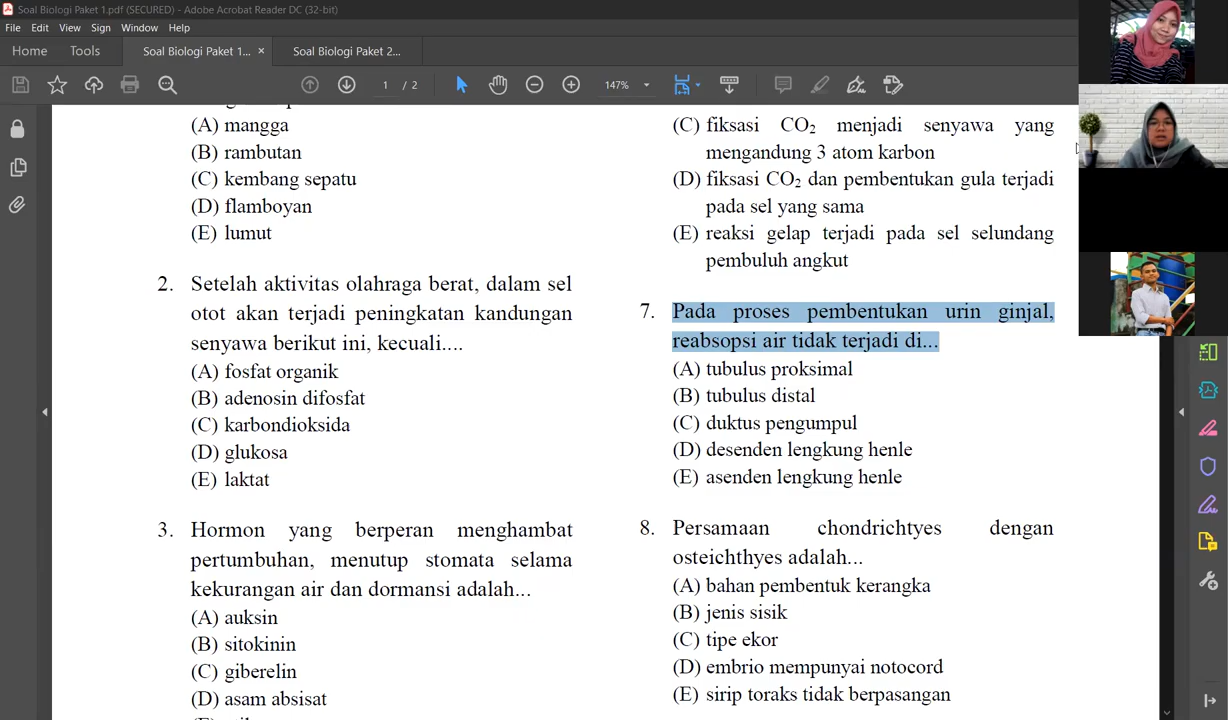 Soal Biologi Paket 1.pdf (SECURED) - Adobe Acrobat Reader DC (32-bit)
File Edit View Sign Window Help
Home Tools Soal Biologi Paket 1... × Soal Biologi Paket 2...
1 / 2 147%
(A) mangga
(B) rambutan
(C) kembang sepatu
(D) flamboyan
(E) lumut
2. Setelah aktivitas olahraga berat, dalam sel
otot akan terjadi peningkatan kandungan
senyawa berikut ini, kecuali....
(A) fosfat organik
(B) adenosin difosfat
(C) karbondioksida
(D) glukosa
(E) laktat
3. Hormon yang berperan menghambat
pertumbuhan, menutup stomata selama
kekurangan air dan dormansi adalah...
(A) auksin
(B) sitokinin
(C) giberelin
(D) asam absisat
(C) fiksasi CO₂ menjadi senyawa yang
mengandung 3 atom karbon
(D) fiksasi CO₂ dan pembentukan gula terjadi
pada sel yang sama
(E) reaksi gelap terjadi pada sel selundang
pembuluh angkut
7. Pada proses pembentukan urin ginjal,
reabsopsi air tidak terjadi di...
(A) tubulus proksimal
(B) tubulus distal
(C) duktus pengumpul
(D) desenden lengkung henle
(E) asenden lengkung henle
8. Persamaan chondrichtyes dengan
osteichthyes adalah...
(A) bahan pembentuk kerangka
(B) jenis sisik
(C) tipe ekor
(D) embrio mempunyai notocord
(E) sirip toraks tidak berpasangan